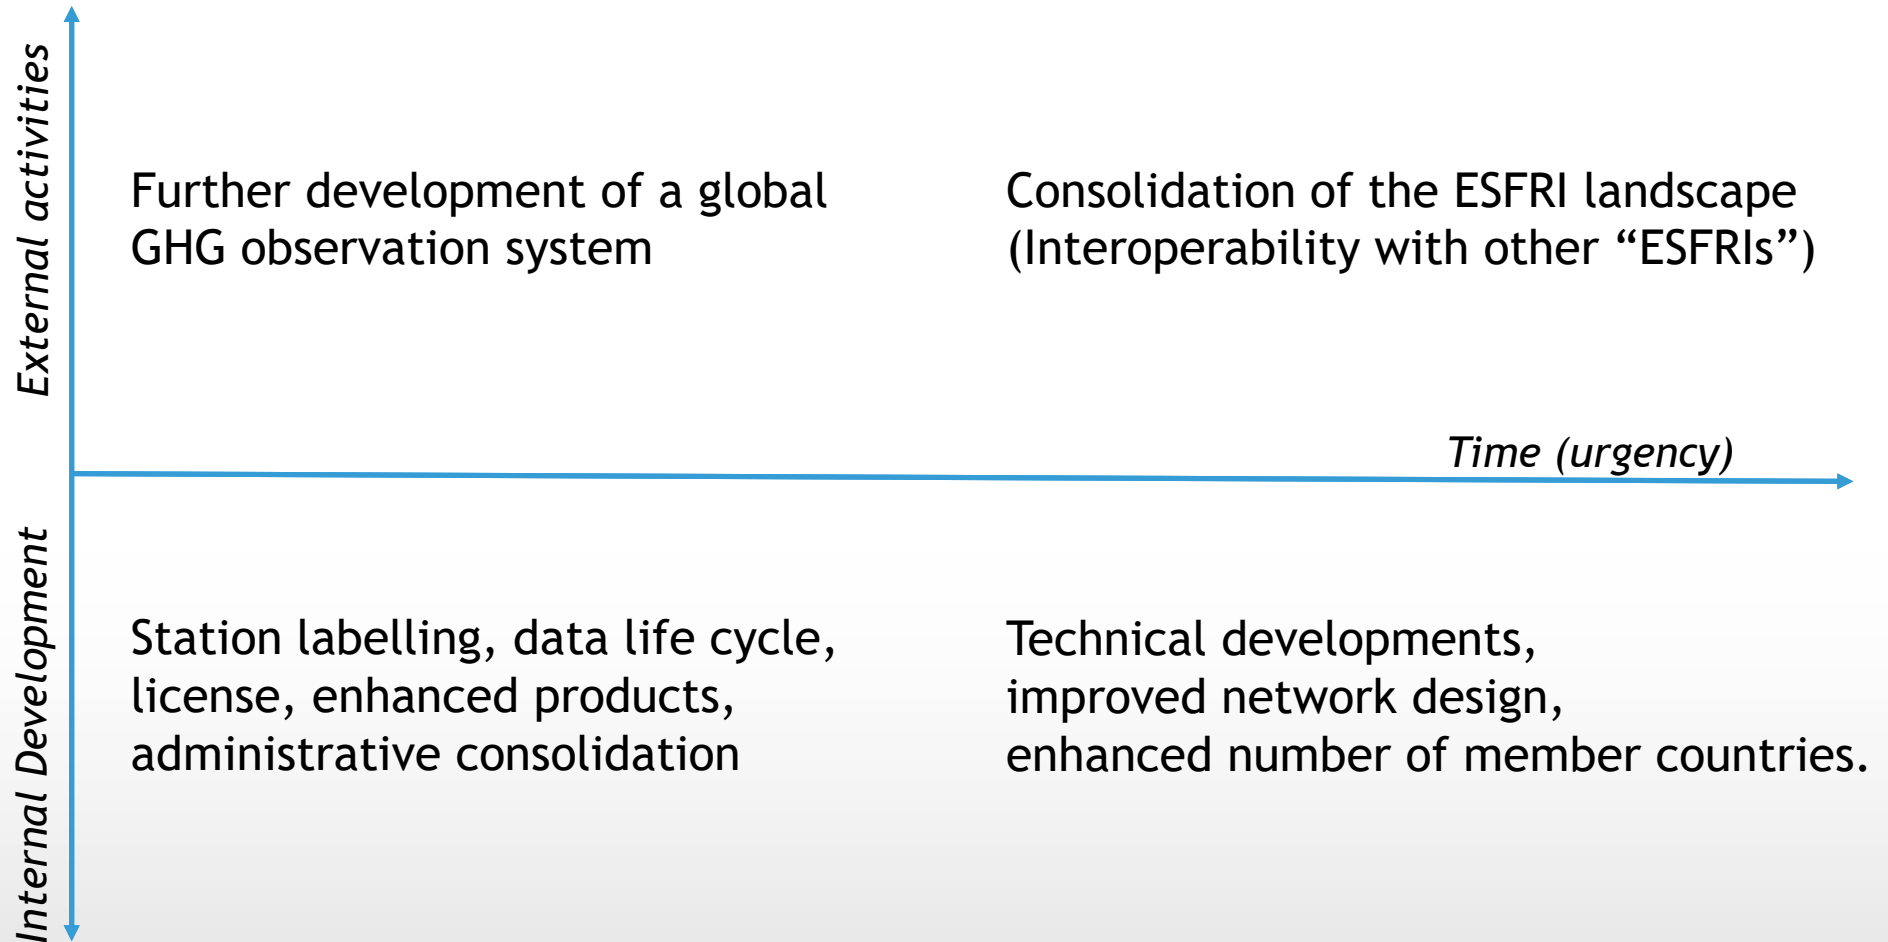 External activities
Further development of a global
GHG observation system
Consolidation of the ESFRI landscape
(Interoperability with other “ESFRIs”)
Time (urgency)
Internal Development
Station labelling, data life cycle,
license, enhanced products,
administrative consolidation
Technical developments,
improved network design,
enhanced number of member countries.